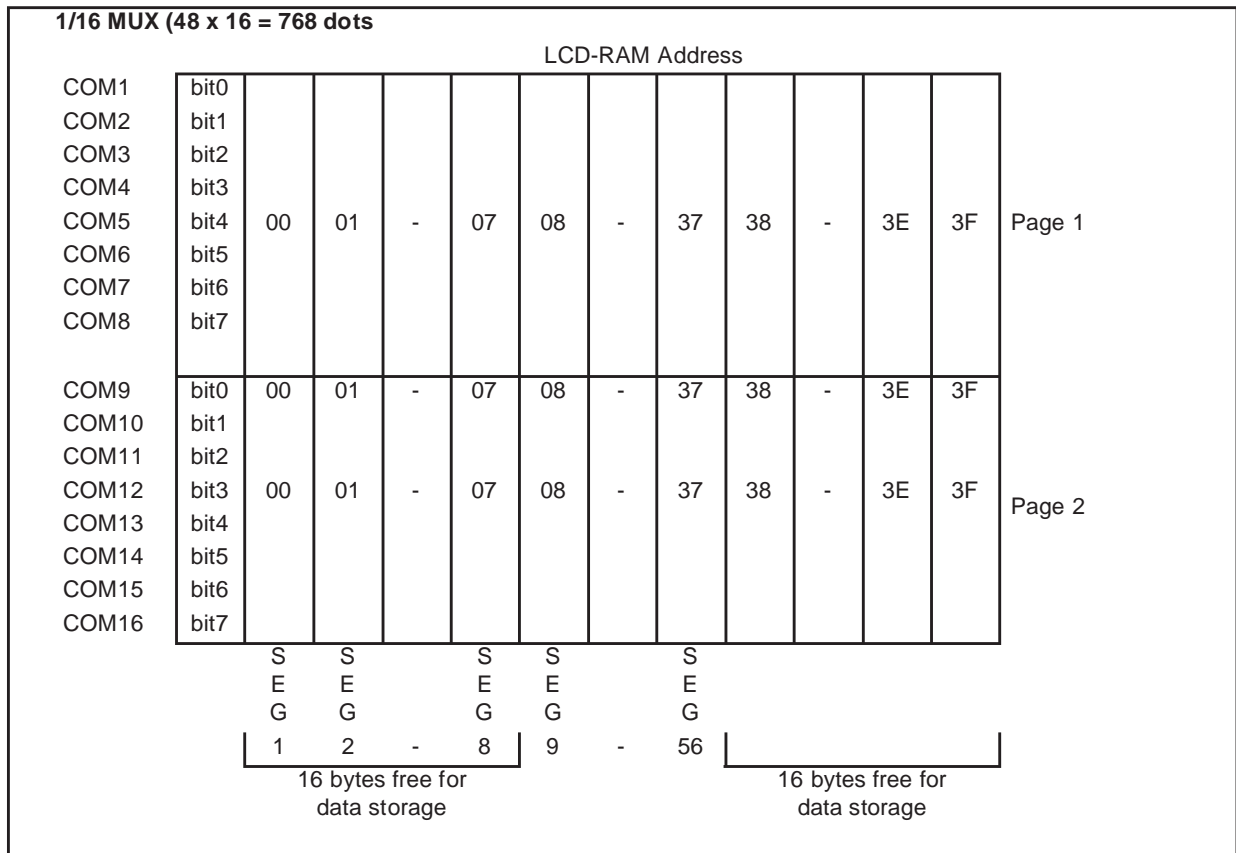 1/16 MUX (48 x 16 = 768 dots
LCD-RAM Address
COM1 bit0
COM2 bit1
COM3 bit2
COM4 bit3
COM5 bit4 00 01 - 07 08 - 37 38 - 3E 3F Page 1
COM6 bit5
COM7 bit6
COM8 bit7
COM9 bit0 00 01 - 07 08 - 37 38 - 3E 3F
COM10 bit1
COM11 bit2
COM12 bit3 00 01 - 07 08 - 37 38 - 3E 3F
Page 2
COM13 bit4
COM14 bit5
COM15 bit6
COM16 bit7
S S S S S
E E E E E
G G G G G
1 2 - 8 9 - 56
16 bytes free for 16 bytes free for
data storage data storage